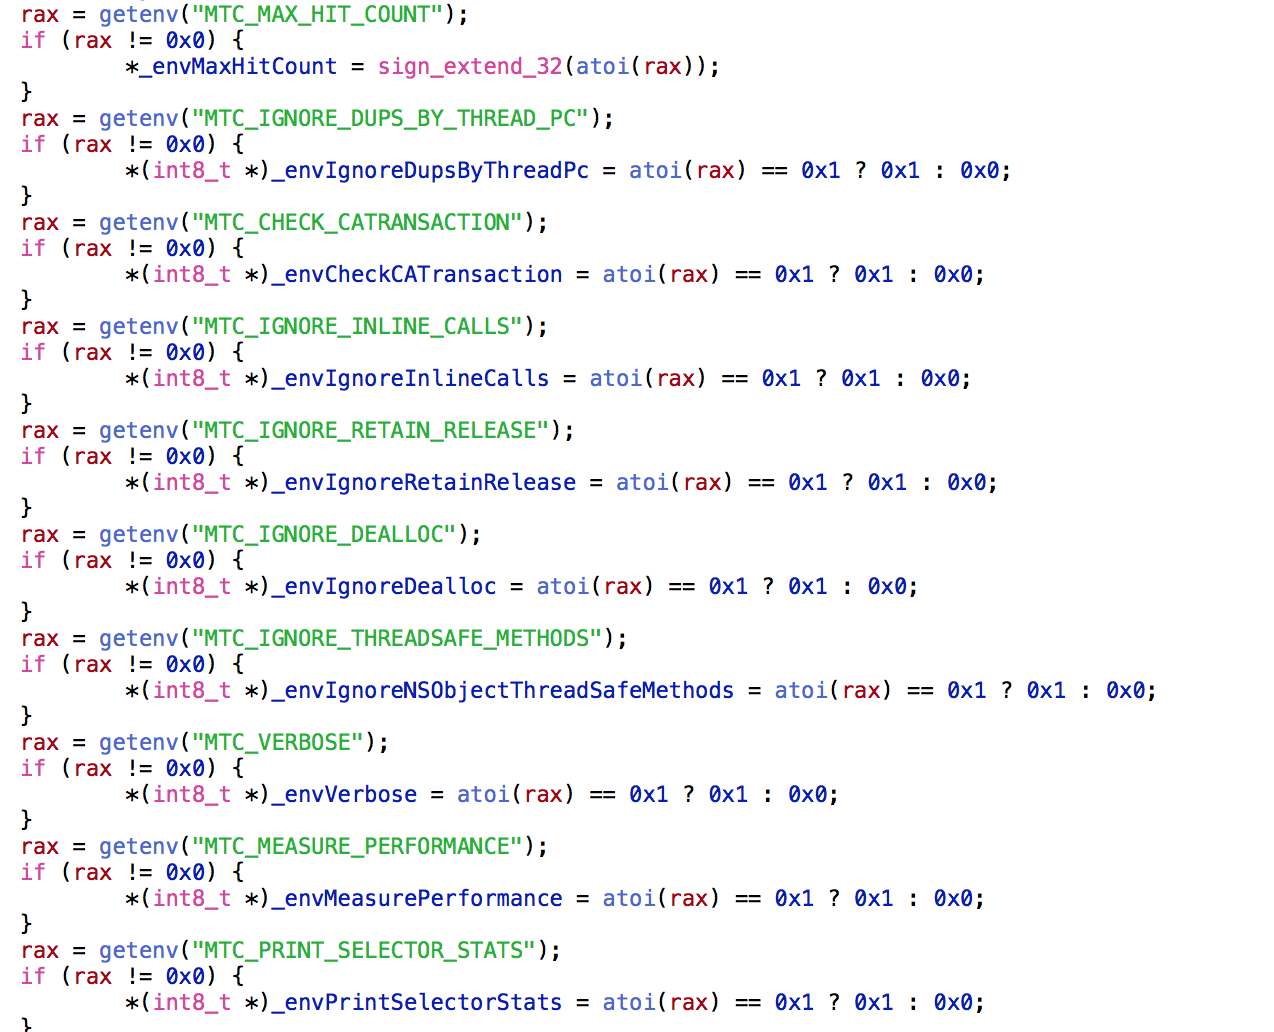 rax = getenv("MTC_MAX_HIT_COUNT");
if (rax != 0x0) {
        *_envMaxHitCount = sign_extend_32(atoi(rax));
}
rax = getenv("MTC_IGNORE_DUPS_BY_THREAD_PC");
if (rax != 0x0) {
        *(int8_t *)_envIgnoreDupsByThreadPc = atoi(rax) == 0x1 ? 0x1 : 0x0;
}
rax = getenv("MTC_CHECK_CATRANSACTION");
if (rax != 0x0) {
        *(int8_t *)_envCheckCATransaction = atoi(rax) == 0x1 ? 0x1 : 0x0;
}
rax = getenv("MTC_IGNORE_INLINE_CALLS");
if (rax != 0x0) {
        *(int8_t *)_envIgnoreInlineCalls = atoi(rax) == 0x1 ? 0x1 : 0x0;
}
rax = getenv("MTC_IGNORE_RETAIN_RELEASE");
if (rax != 0x0) {
        *(int8_t *)_envIgnoreRetainRelease = atoi(rax) == 0x1 ? 0x1 : 0x0;
}
rax = getenv("MTC_IGNORE_DEALLOC");
if (rax != 0x0) {
        *(int8_t *)_envIgnoreDealloc = atoi(rax) == 0x1 ? 0x1 : 0x0;
}
rax = getenv("MTC_IGNORE_THREADSAFE_METHODS");
if (rax != 0x0) {
        *(int8_t *)_envIgnoreNSObjectThreadSafeMethods = atoi(rax) == 0x1 ? 0x1 : 0x0;
}
rax = getenv("MTC_VERBOSE");
if (rax != 0x0) {
        *(int8_t *)_envVerbose = atoi(rax) == 0x1 ? 0x1 : 0x0;
}
rax = getenv("MTC_MEASURE_PERFORMANCE");
if (rax != 0x0) {
        *(int8_t *)_envMeasurePerformance = atoi(rax) == 0x1 ? 0x1 : 0x0;
}
rax = getenv("MTC_PRINT_SELECTOR_STATS");
if (rax != 0x0) {
        *(int8_t *)_envPrintSelectorStats = atoi(rax) == 0x1 ? 0x1 : 0x0;
}